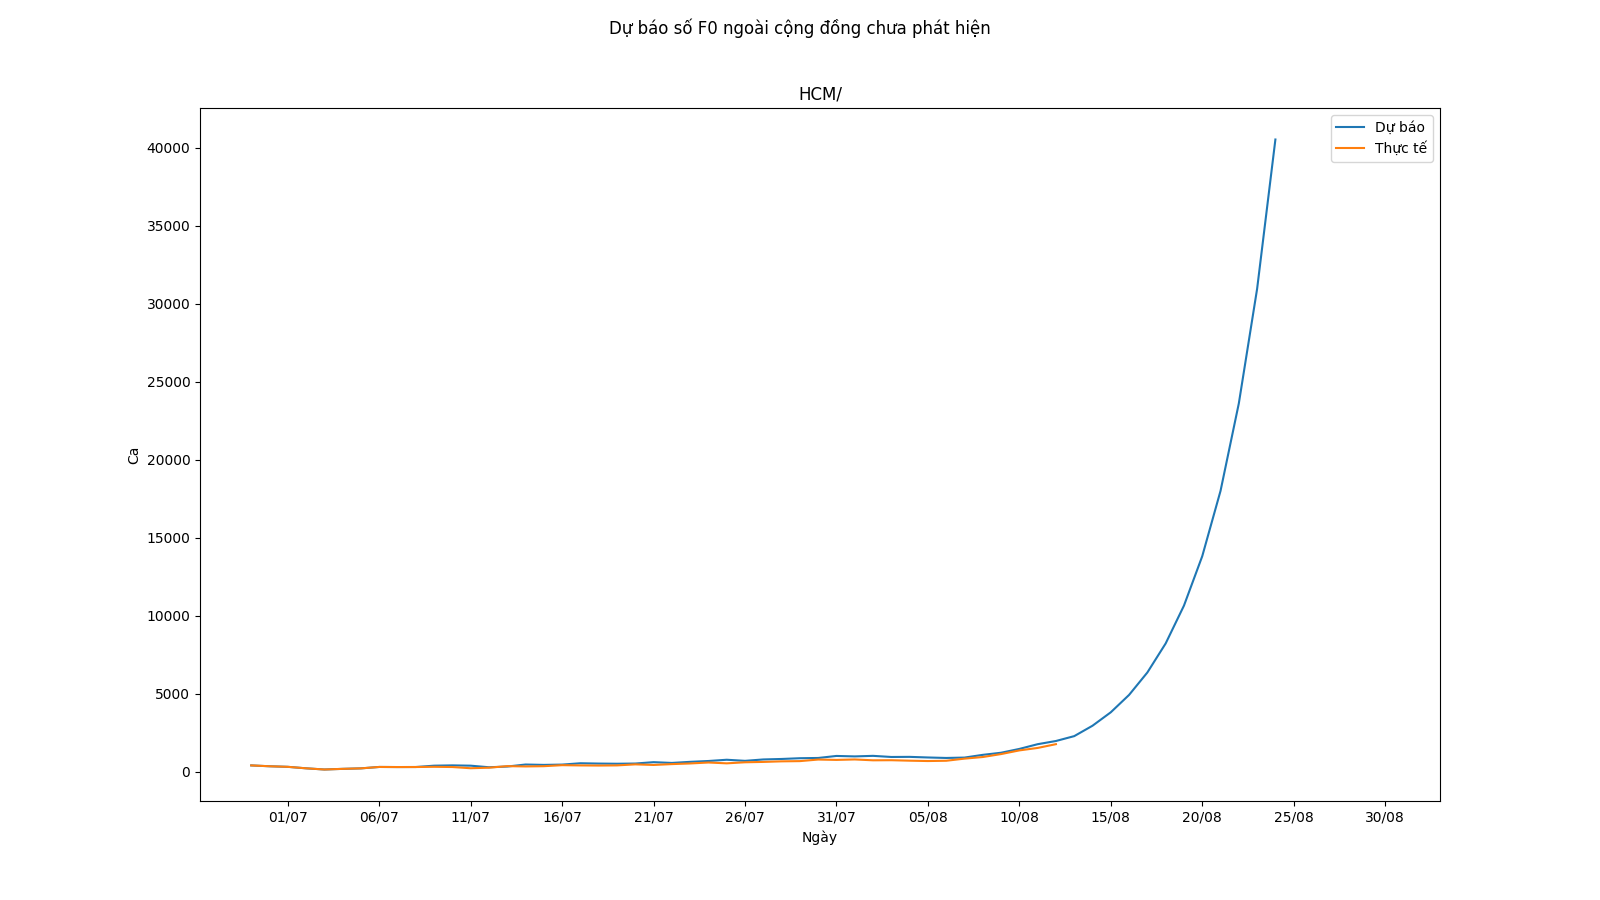 Dự báo số F0 ngoài cộng đồng chưa phát hiện
HCM/
Dự báo
Thực tế
40000
35000
30000
25000
20000
15000
10000
5000
0
Ca
01/07 06/07 11/07 16/07 21/07 26/07 31/07 05/08 10/08 15/08 20/08 25/08 30/08
Ngày